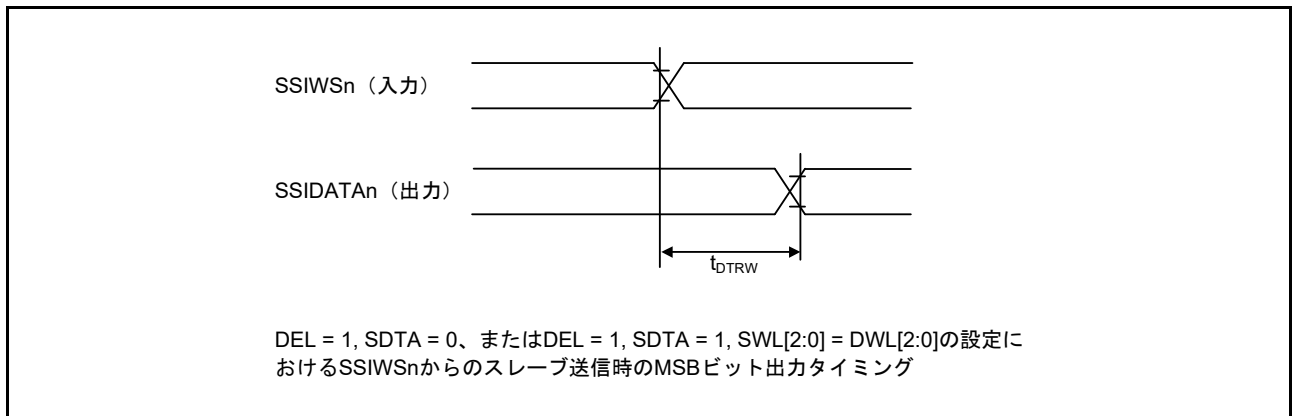 SSIWSn（入力）
SSIDATAn（出力）
tDTRW
DEL = 1, SDTA = 0、またはDEL = 1, SDTA = 1, SWL[2:0] = DWL[2:0]の設定に
おけるSSIWSnからのスレーブ送信時のMSBビット出力タイミング